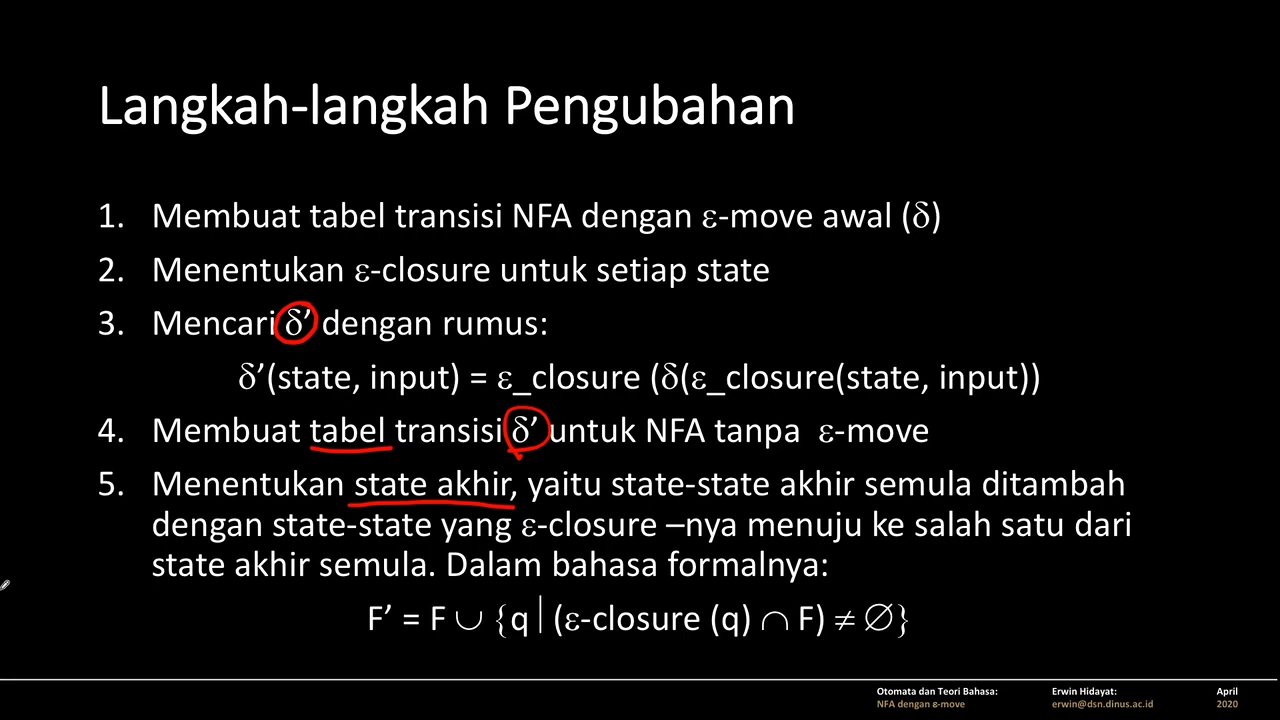 Langkah-langkah Pengubahan
1. Membuat tabel transisi NFA dengan ε-move awal (δ)
2. Menentukan ε-closure untuk setiap state
3. Mencari δ’ dengan rumus:
δ’(state, input) = ε_closure (δ(ε_closure(state, input))
4. Membuat tabel transisi δ’ untuk NFA tanpa ε-move
5. Menentukan state akhir, yaitu state-state akhir semula ditambah
dengan state-state yang ε-closure –nya menuju ke salah satu dari
state akhir semula. Dalam bahasa formalnya:
F’ = F ∪ {q│(ε-closure (q) ∩ F) ≠ ∅}
Otomata dan Teori Bahasa: Erwin Hidayat: April
NFA dengan ε-move erwin@dsn.dinus.ac.id 2020